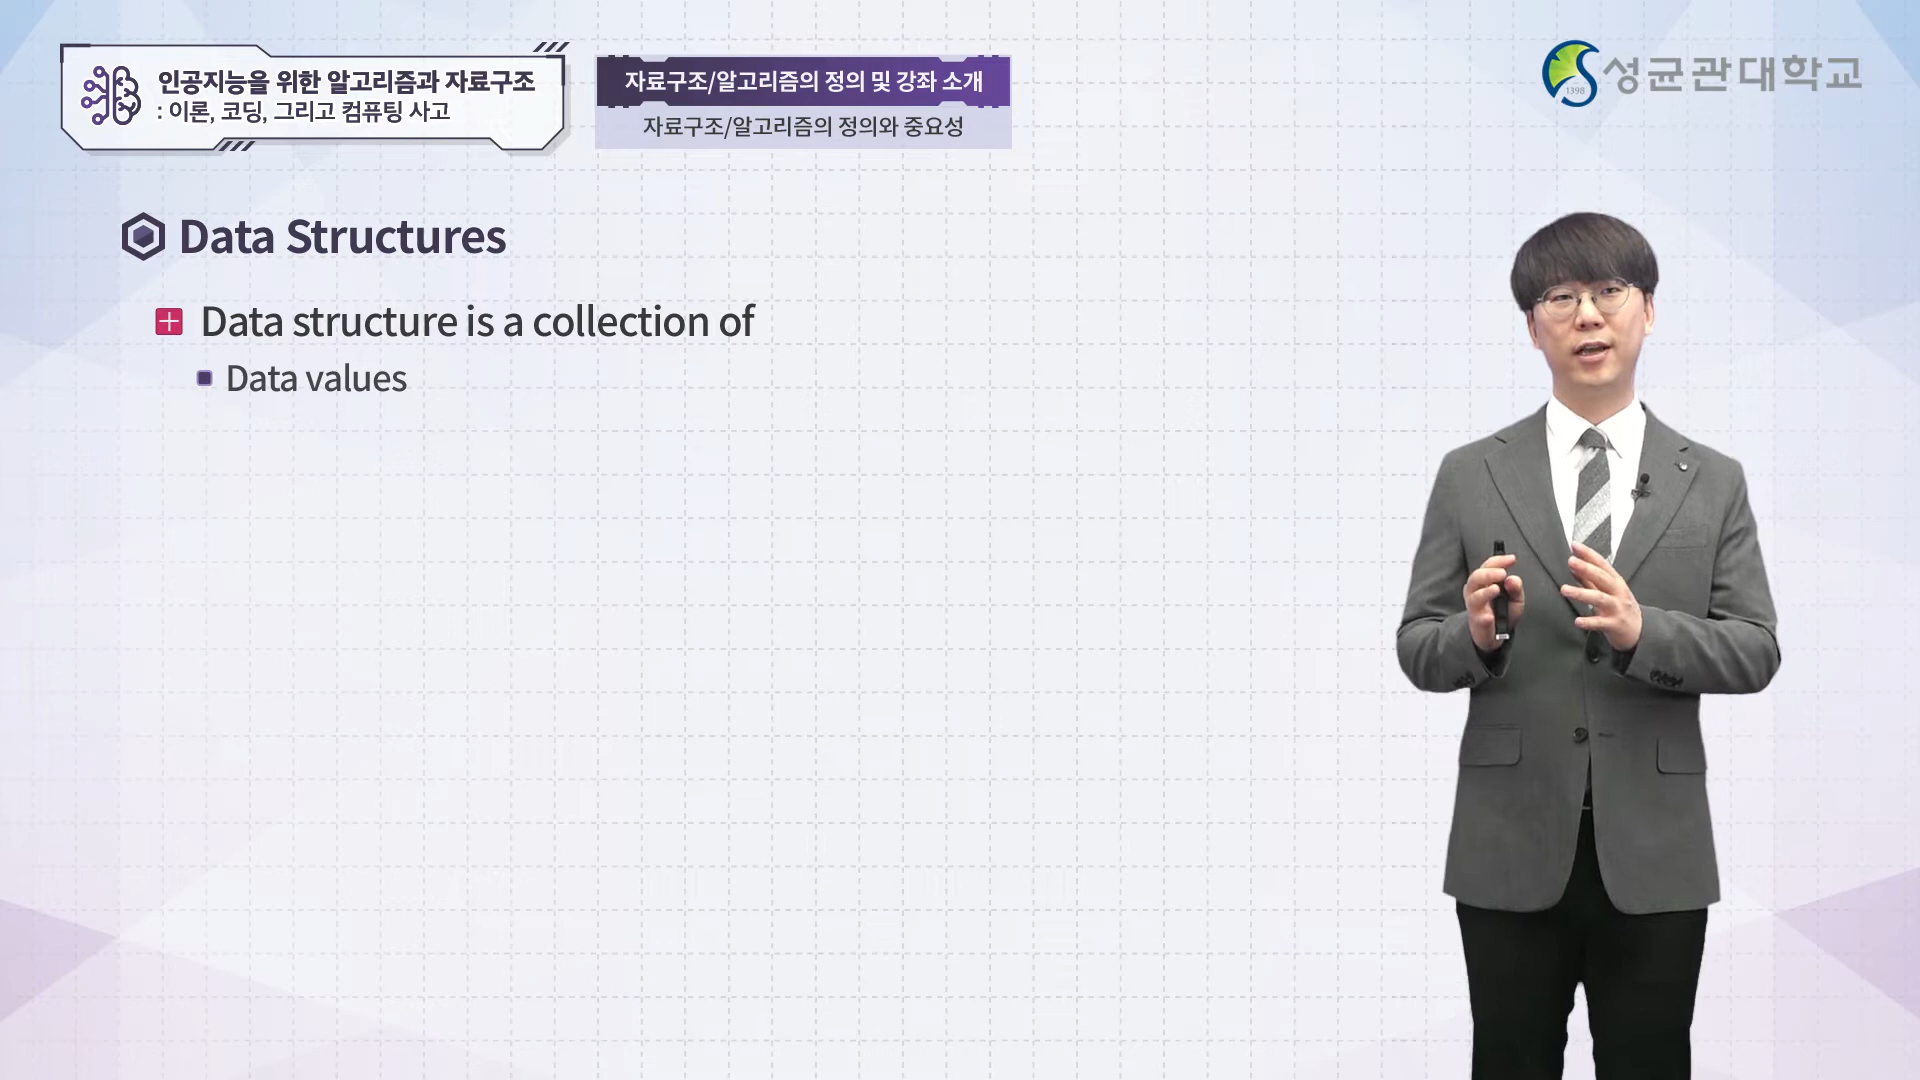 인공지능을 위한 알고리즘과 자료구조
: 이론, 코딩, 그리고 컴퓨팅 사고
자료구조/알고리즘의 정의 및 강좌 소개
자료구조/알고리즘의 정의와 중요성
1398
성균관대학교
Data Structures
Data structure is a collection of
Data values